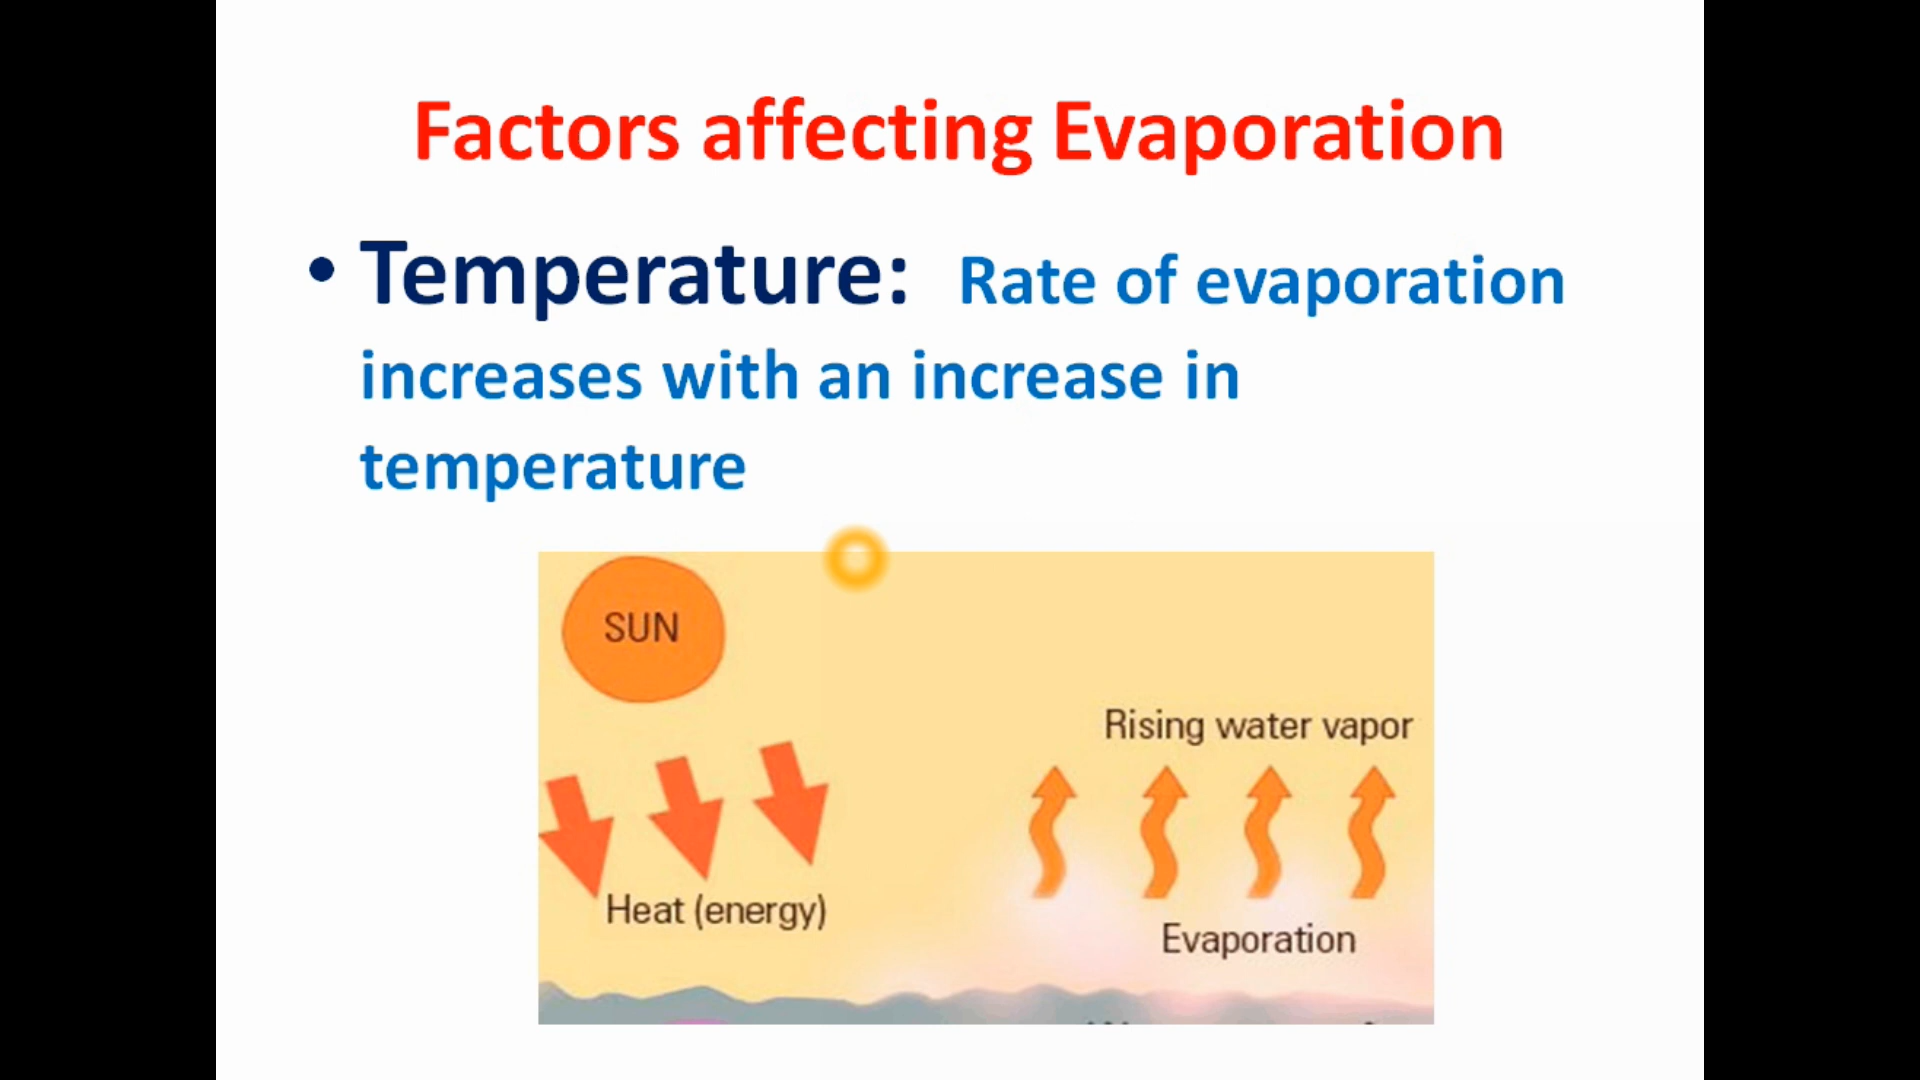 Factors affecting Evaporation
• Temperature: Rate of evaporation
increases with an increase in
temperature
SUN
Rising water vapor
Heat (energy)
Evaporation